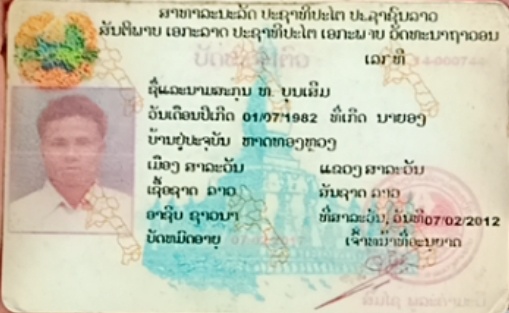 ສາທາລະນະລັດ ປະຊາທິປະໄຕ ປະຊາຊົນລາວ
ສັນຕິພາບ ເອກະລາດ ປະຊາທິປະໄຕ ເອກະພາບ ວັດທະນາຖາວອນ
ບັດປະຈຳຕົວ
ເລກທີ
ຊື່ແລະນາມສະກຸນ ທ. ບຸນເສີມ
ວັນເດືອນປີເກີດ 01/07/1982 ທີ່ເກີດ ນາຍອງ
ບ້ານຢູ່ປະຈຸບັນ ຫາດທອງຫຼວງ
ເມືອງ ສາລະວັນ ແຂວງ ສາລະວັນ
ເຊື້ອຊາດ ລາວ ສັນຊາດ ລາວ
ອາຊີບ ຊາວນາ ທີ່ສາລະວັນ, ວັນທີ 07/02/2012
ບັດຫມົດອາຍຸ ເຈົ້າຫນ້າທີ່ອະນຸຍາດ